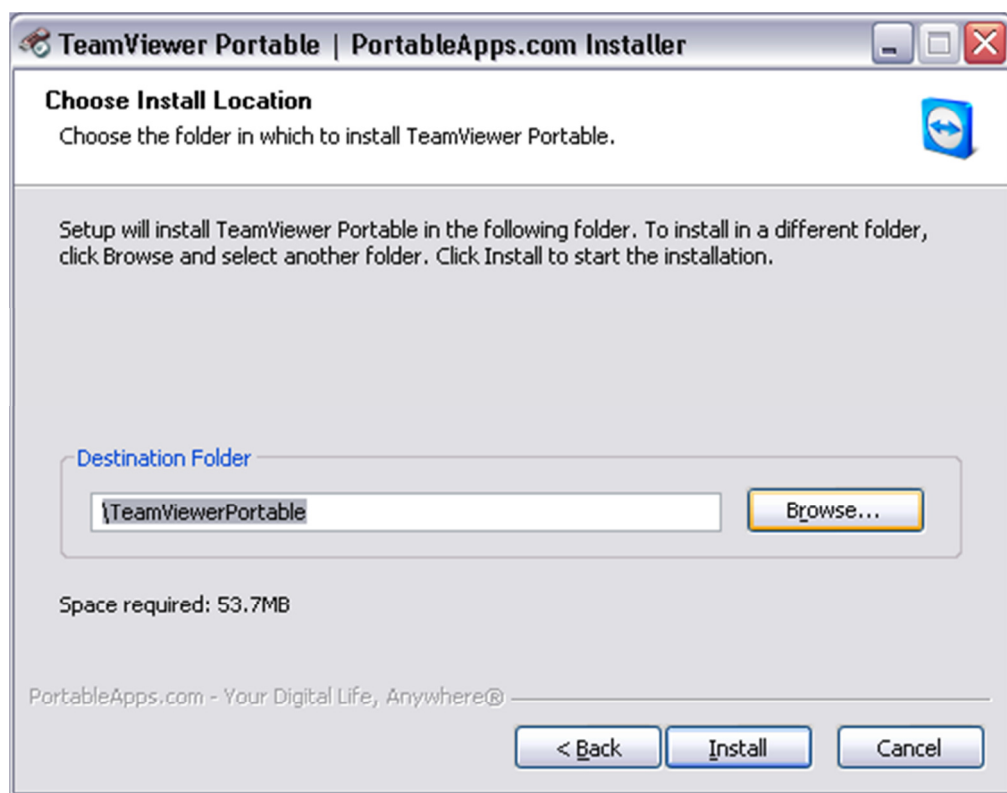 TeamViewer Portable | PortableApps.com Installer
Choose Install Location
Choose the folder in which to install TeamViewer Portable.
Setup will install TeamViewer Portable in the following folder. To install in a different folder,
click Browse and select another folder. Click Install to start the installation.
Destination Folder
\TeamViewerPortable
Browse...
Space required: 53.7MB
PortableApps.com - Your Digital Life, Anywhere®
< Back
Install
Cancel